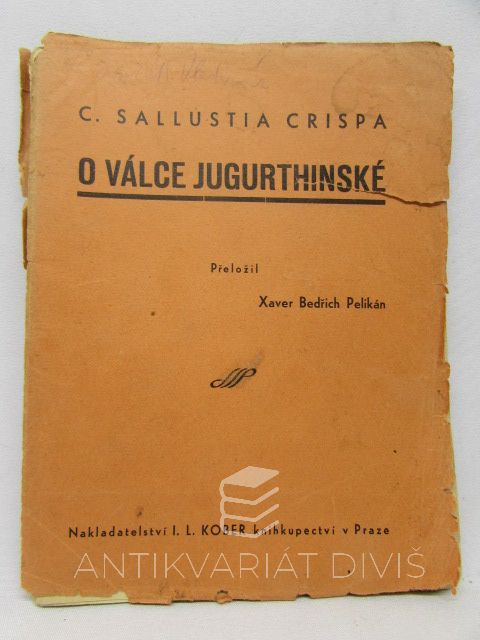 C. SALLUSTIA CRISPA
O VÁLCE JUGURTHINSKÉ
Přeložil
Xaver Bedřich Pelikán
Nakladatelství I. L. KOBER knihkupectví v Praze
ANTIKVARIÁT DIVIŠ